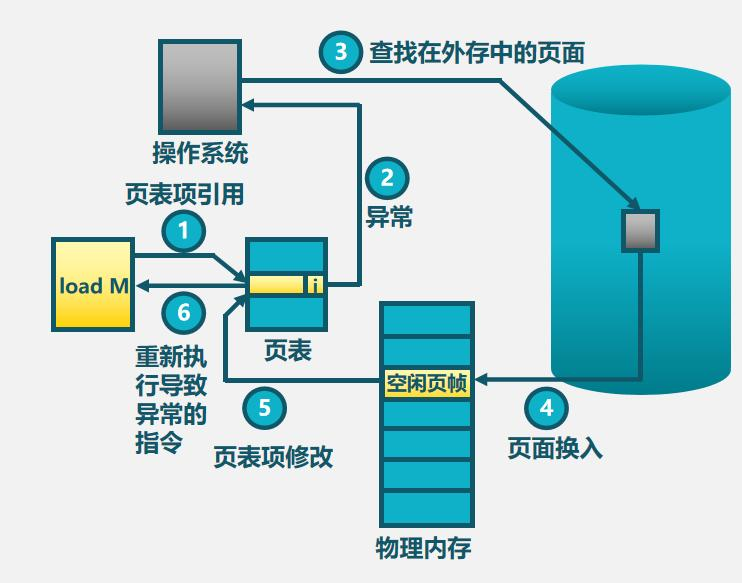 3 查找在外存中的页面
操作系统
2
异常
页表项引用
1
load M
i
6
重新执
行导致
异常的
指令
页表
空闲页帧
5
页表项修改
4
页面换入
物理内存